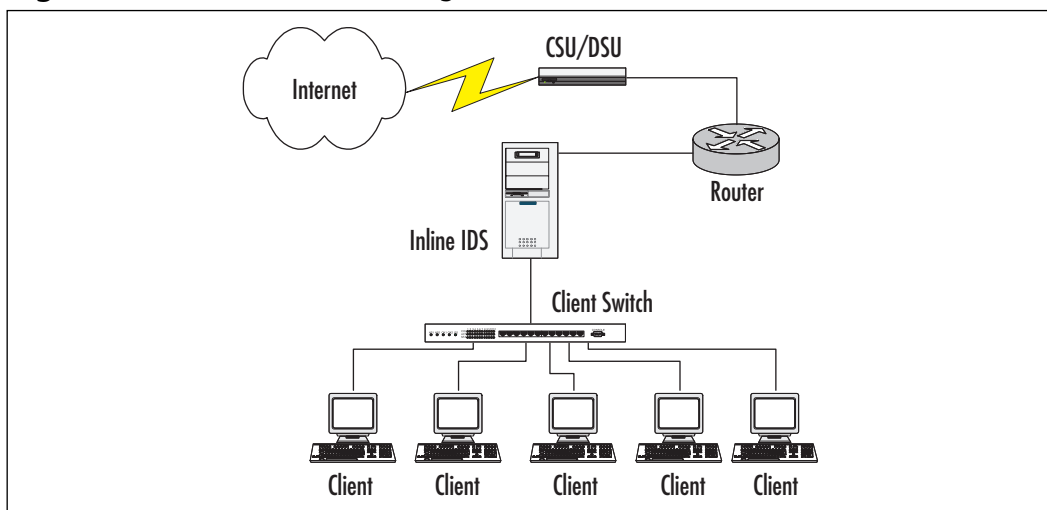 CSU/DSU
Internet
Router
Inline IDS
Client Switch
Client Client Client Client Client